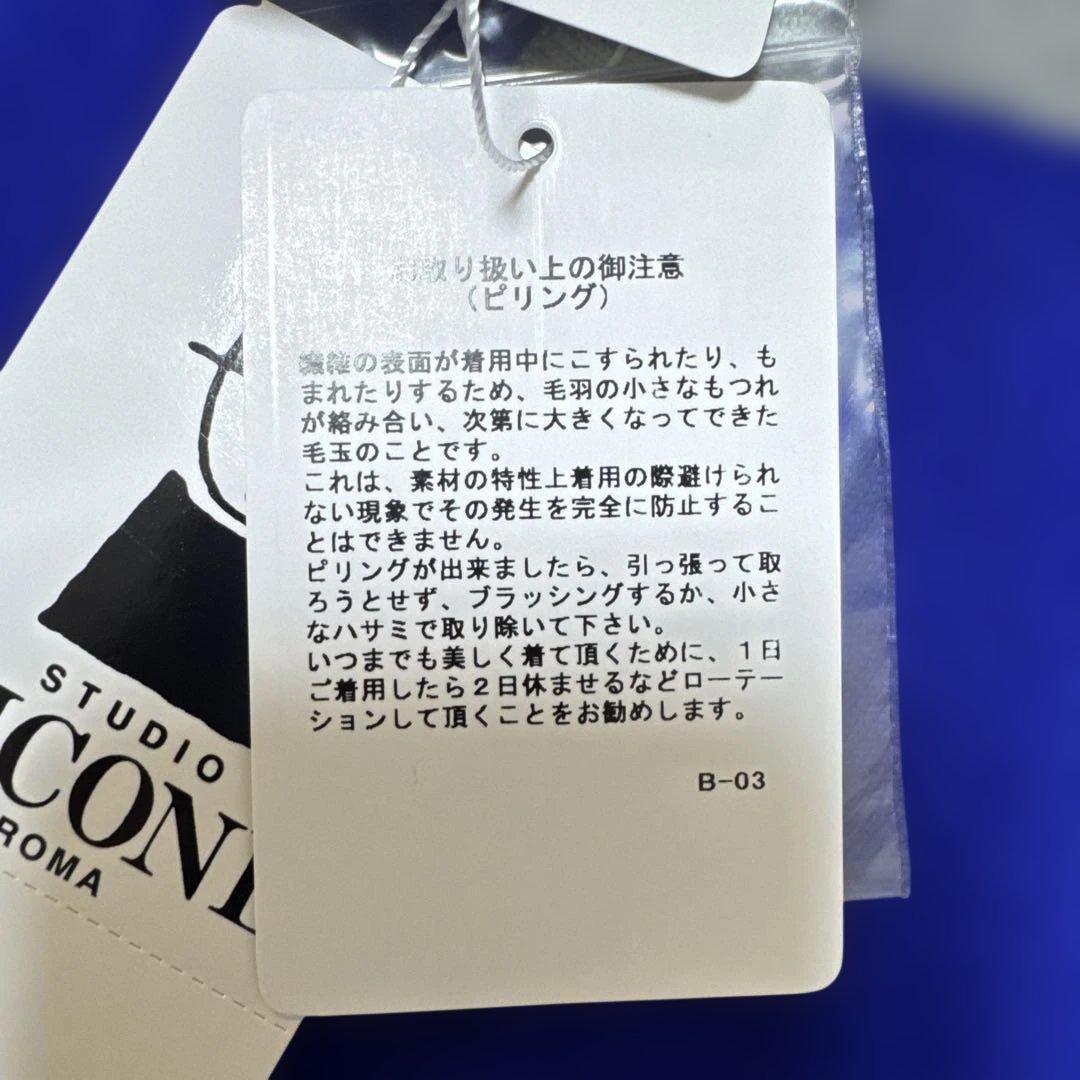 御取り扱い上の御注意
（ピリング）
繊維の表面が着用中にこすられたり、も
まれたりするため、毛羽の小さなもつれ
が絡み合い、次第に大きくなってできた
毛玉のことです。
これは、素材の特性上着用の際避けられ
ない現象でその発生を完全に防止するこ
とはできません。
ピリングが出来ましたら、引っ張って取
ろうとせず、ブラッシングするか、小さ
なハサミで取り除いて下さい。
いつまでも美しく着て頂くために、１日
ご着用したら２日休ませるなどローテー
ションして頂くことをお勧めします。
B-03
STUDIO
ICONI
ROMA